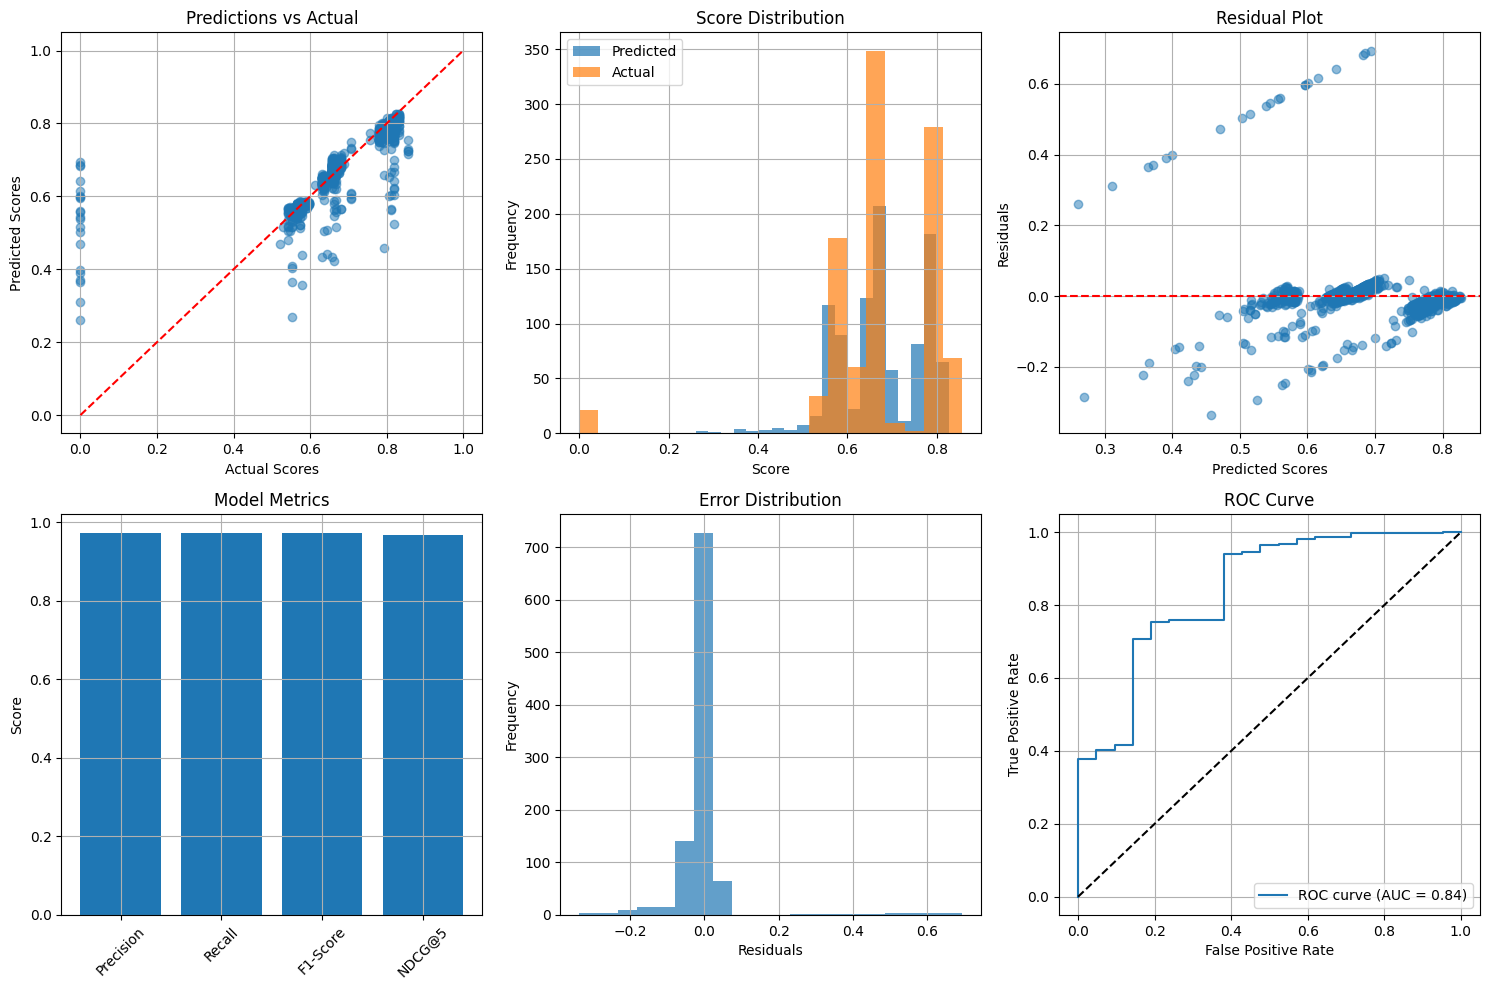 Predictions vs Actual
1.0
0.8
0.6
0.4
0.2
0.0
Predicted Scores
0.0 0.2 0.4 0.6 0.8 1.0
Actual Scores
Score Distribution
Predicted
Actual
350
300
250
200
150
100
50
0
Frequency
0.0 0.2 0.4 0.6 0.8
Score
Residual Plot
0.6
0.4
0.2
0.0
−0.2
Residuals
0.3 0.4 0.5 0.6 0.7 0.8
Predicted Scores
Model Metrics
1.0
0.8
0.6
0.4
0.2
0.0
Score
Precision
Recall
F1-Score
NDCG@5
Error Distribution
700
600
500
400
300
200
100
0
Frequency
−0.2 0.0 0.2 0.4 0.6
Residuals
ROC Curve
1.0
0.8
0.6
0.4
0.2
0.0
True Positive Rate
ROC curve (AUC = 0.84)
0.0 0.2 0.4 0.6 0.8 1.0
False Positive Rate